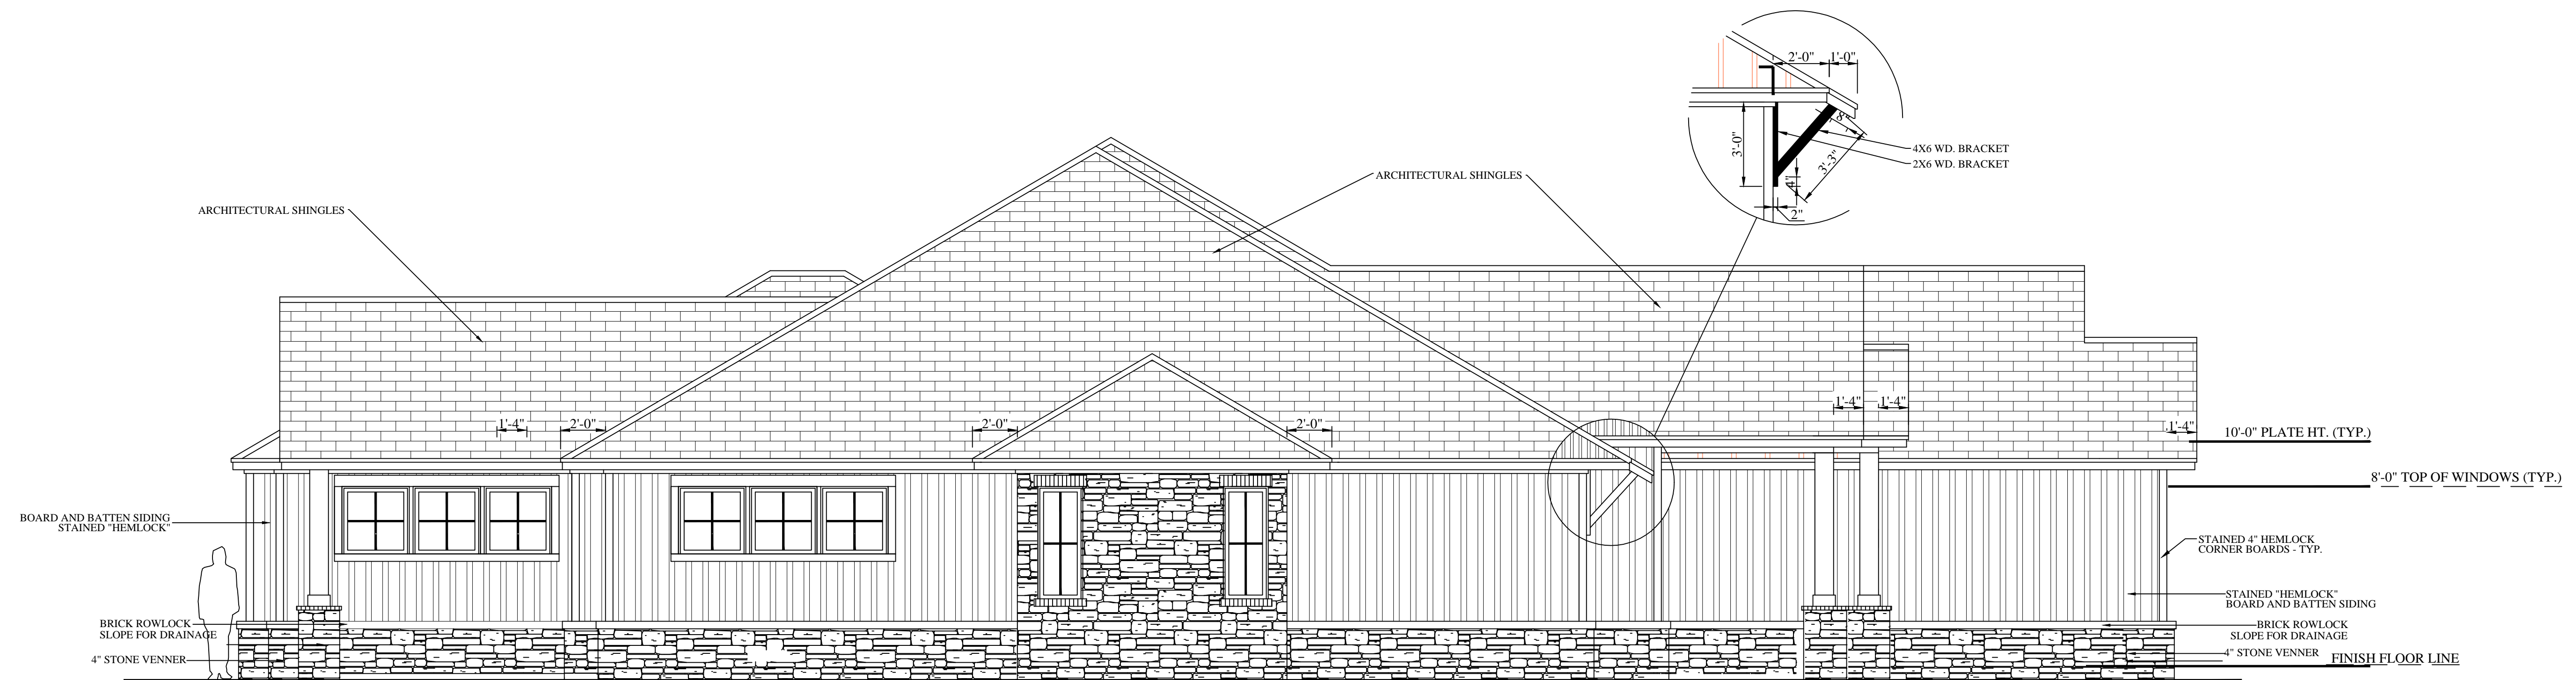 2'-0" 1'-0"
8"
3'-0"
3'-3"
4"
2"
4X6 WD. BRACKET
2X6 WD. BRACKET
ARCHITECTURAL SHINGLES
ARCHITECTURAL SHINGLES
1'-4"
2'-0"
2'-0"
2'-0"
1'-4"
1'-4"
1'-4"
10'-0" PLATE HT. (TYP.)
8'-0" TOP OF WINDOWS (TYP.)
BOARD AND BATTEN SIDING
STAINED "HEMLOCK"
STAINED 4" HEMLOCK
CORNER BOARDS - TYP.
STAINED "HEMLOCK"
BOARD AND BATTEN SIDING
BRICK ROWLOCK
SLOPE FOR DRAINAGE
BRICK ROWLOCK
SLOPE FOR DRAINAGE
4" STONE VENNER
4" STONE VENNER
FINISH FLOOR LINE